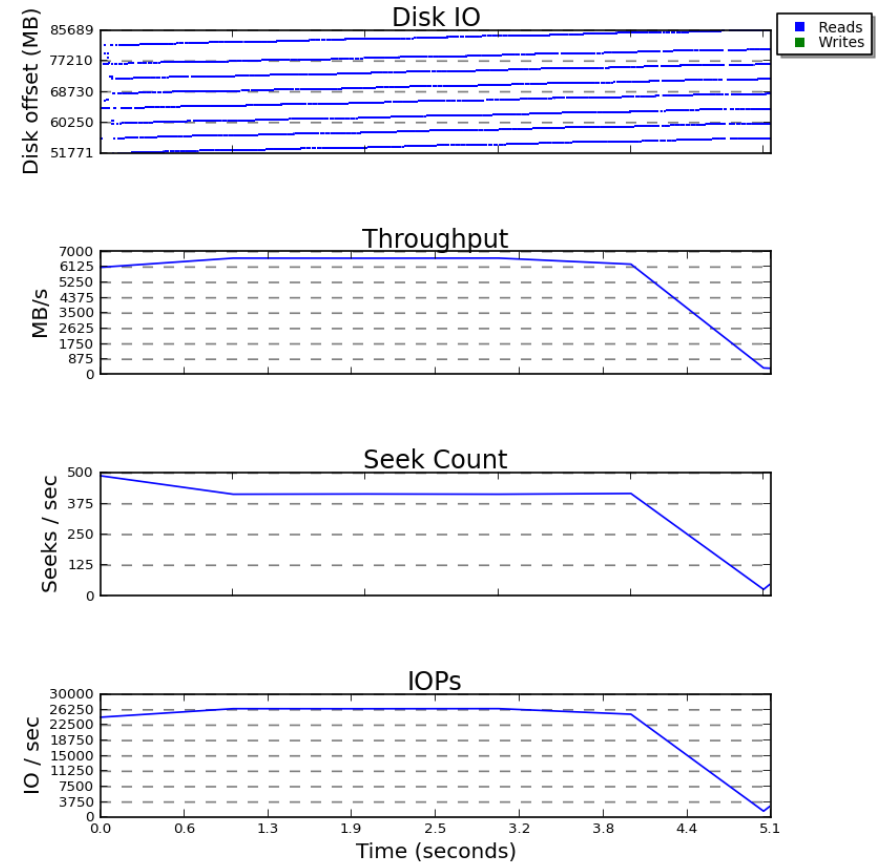 Disk IO
Disk offset (MB)
85689
77210
68730
60250
51771
Reads
Writes
Throughput
MB/s
7000
6125
5250
4375
3500
2625
1750
875
0
Seek Count
Seeks / sec
500
375
250
125
0
IOPs
IO / sec
30000
26250
22500
18750
15000
11250
7500
3750
0
0.0 0.6 1.3 1.9 2.5 3.2 3.8 4.4 5.1
Time (seconds)